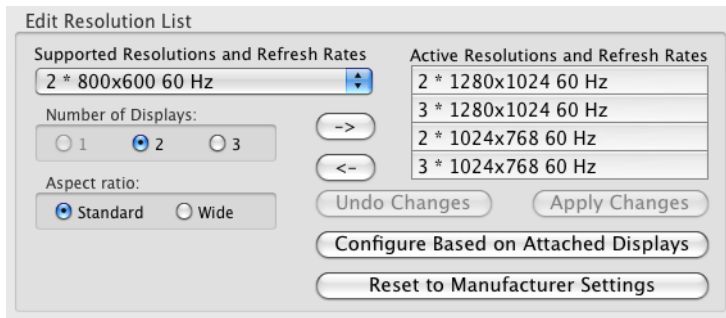 Edit Resolution List
Supported Resolutions and Refresh Rates
2 * 800x600 60 Hz
Number of Displays:
1 2 3
Aspect ratio:
Standard Wide
->
<-
Active Resolutions and Refresh Rates
2 * 1280x1024 60 Hz
3 * 1280x1024 60 Hz
2 * 1024x768 60 Hz
3 * 1024x768 60 Hz
Undo Changes Apply Changes
Configure Based on Attached Displays
Reset to Manufacturer Settings